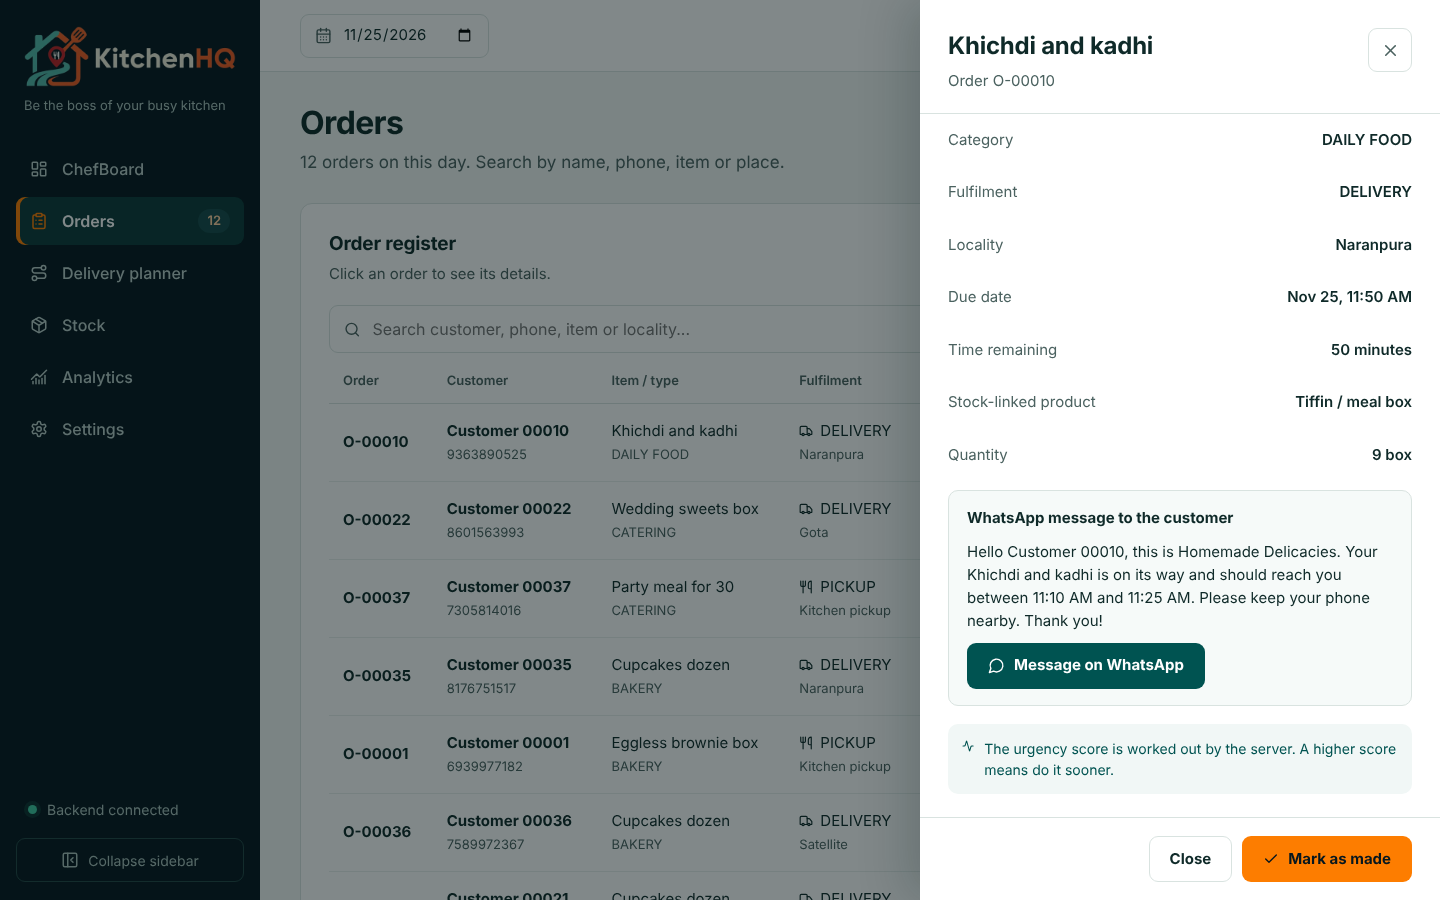 KitchenHQ
Be the boss of your busy kitchen
ChefBoard
Orders 12
Delivery planner
Stock
Analytics
Settings
Backend connected
Collapse sidebar
11/25/2026
Orders
12 orders on this day. Search by name, phone, item or place.
Order register
Click an order to see its details.
Search customer, phone, item or locality...
Order Customer Item / type Fulfilment
O-00010 Customer 00010 Khichdi and kadhi DELIVERY
9363890525 DAILY FOOD Naranpura
O-00022 Customer 00022 Wedding sweets box DELIVERY
8601563993 CATERING Gota
O-00037 Customer 00037 Party meal for 30 PICKUP
7305814016 CATERING Kitchen pickup
O-00035 Customer 00035 Cupcakes dozen DELIVERY
8176751517 BAKERY Naranpura
O-00001 Customer 00001 Eggless brownie box PICKUP
6939977182 BAKERY Kitchen pickup
O-00036 Customer 00036 Cupcakes dozen DELIVERY
7589972367 BAKERY Satellite
Customer 00021 Cupcakes dozen DELIVERY
Khichdi and kadhi
Order O-00010
Category DAILY FOOD
Fulfilment DELIVERY
Locality Naranpura
Due date Nov 25, 11:50 AM
Time remaining 50 minutes
Stock-linked product Tiffin / meal box
Quantity 9 box
WhatsApp message to the customer
Hello Customer 00010, this is Homemade Delicacies. Your
Khichdi and kadhi is on its way and should reach you
between 11:10 AM and 11:25 AM. Please keep your phone
nearby. Thank you!
Message on WhatsApp
The urgency score is worked out by the server. A higher score
means do it sooner.
Close
Mark as made